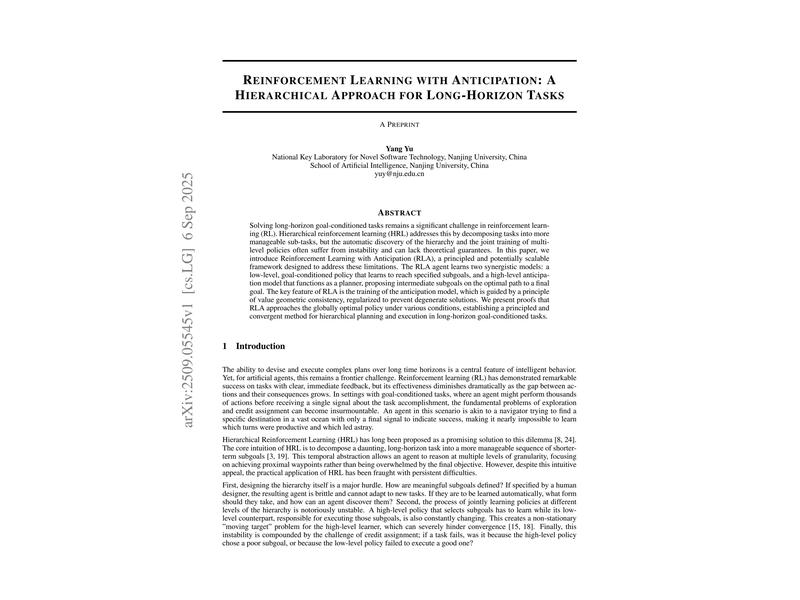 REINFORCEMENT LEARNING WITH ANTICIPATION: A
HIERARCHICAL APPROACH FOR LONG-HORIZON TASKS
A PREPRINT
Yang Yu
National Key Laboratory for Novel Software Technology, Nanjing University, China
School of Artificial Intelligence, Nanjing University, China
yuy@nju.edu.cn
ABSTRACT
Solving long-horizon goal-conditioned tasks remains a significant challenge in reinforcement learn-
ing (RL). Hierarchical reinforcement learning (HRL) addresses this by decomposing tasks into more
manageable sub-tasks, but the automatic discovery of the hierarchy and the joint training of multi-
level policies often suffer from instability and can lack theoretical guarantees. In this paper, we
introduce Reinforcement Learning with Anticipation (RLA), a principled and potentially scalable
framework designed to address these limitations. The RLA agent learns two synergistic models: a
low-level, goal-conditioned policy that learns to reach specified subgoals, and a high-level anticipa-
tion model that functions as a planner, proposing intermediate subgoals on the optimal path to a final
goal. The key feature of RLA is the training of the anticipation model, which is guided by a principle
of value geometric consistency, regularized to prevent degenerate solutions. We present proofs that
RLA approaches the globally optimal policy under various conditions, establishing a principled and
convergent method for hierarchical planning and execution in long-horizon goal-conditioned tasks.
1 Introduction
The ability to devise and execute complex plans over long time horizons is a central feature of intelligent behavior.
Yet, for artificial agents, this remains a frontier challenge. Reinforcement learning (RL) has demonstrated remarkable
success on tasks with clear, immediate feedback, but its effectiveness diminishes dramatically as the gap between ac-
tions and their consequences grows. In settings with goal-conditioned tasks, where an agent might perform thousands
of actions before receiving a single signal about the task accomplishment, the fundamental problems of exploration
and credit assignment can become insurmountable. An agent in this scenario is akin to a navigator trying to find a
specific destination in a vast ocean with only a final signal to indicate success, making it nearly impossible to learn
which turns were productive and which led astray.
Hierarchical Reinforcement Learning (HRL) has long been proposed as a promising solution to this dilemma [8, 24].
The core intuition of HRL is to decompose a daunting, long-horizon task into a more manageable sequence of shorter-
term subgoals [3, 19]. This temporal abstraction allows an agent to reason at multiple levels of granularity, focusing
on achieving proximal waypoints rather than being overwhelmed by the final objective. However, despite this intuitive
appeal, the practical application of HRL has been fraught with persistent difficulties.
First, designing the hierarchy itself is a major hurdle. How are meaningful subgoals defined? If specified by a human
designer, the resulting agent is brittle and cannot adapt to new tasks. If they are to be learned automatically, what form
should they take, and how can an agent discover them? Second, the process of jointly learning policies at different
levels of the hierarchy is notoriously unstable. A high-level policy that selects subgoals has to learn while its low-
level counterpart, responsible for executing those subgoals, is also constantly changing. This creates a non-stationary
"moving target" problem for the high-level learner, which can severely hinder convergence [15, 18]. Finally, this
instability is compounded by the challenge of credit assignment; if a task fails, was it because the high-level policy
chose a poor subgoal, or because the low-level policy failed to execute a good one?
arXiv:2509.05545v1 [cs.LG] 6 Sep 2025